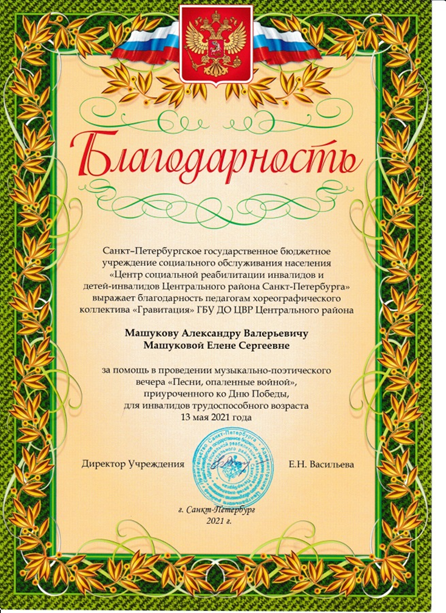 Благодарность
Санкт–Петербургское государственное бюджетное
учреждение социального обслуживания населения
«Центр социальной реабилитации инвалидов и
детей-инвалидов Центрального района Санкт-Петербурга»
выражает благодарность педагогам хореографического
коллектива «Гравитация» ГБУ ДО ЦВР Центрального района
Машукову Александру Валерьевичу
Машуковой Елене Сергеевне
за помощь в проведении музыкально-поэтического
вечера «Песни, опаленные войной»,
приуроченного ко Дню Победы,
для инвалидов трудоспособного возраста
13 мая 2021 года
Директор Учреждения Е.Н. Васильева
г. Санкт-Петербург
2021 г.